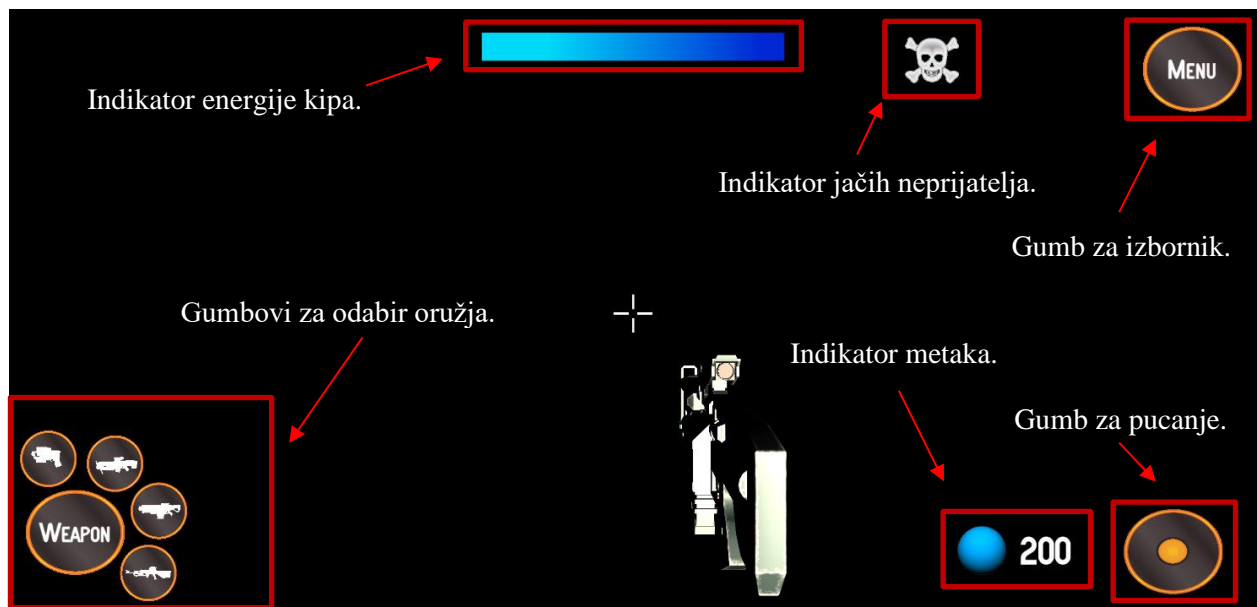 MENU
Indikator energije kipa.
Indikator jačih neprijatelja.
Gumb za izbornik.
Gumbovi za odabir oružja.
Indikator metaka.
Gumb za pucanje.
WEAPON
200